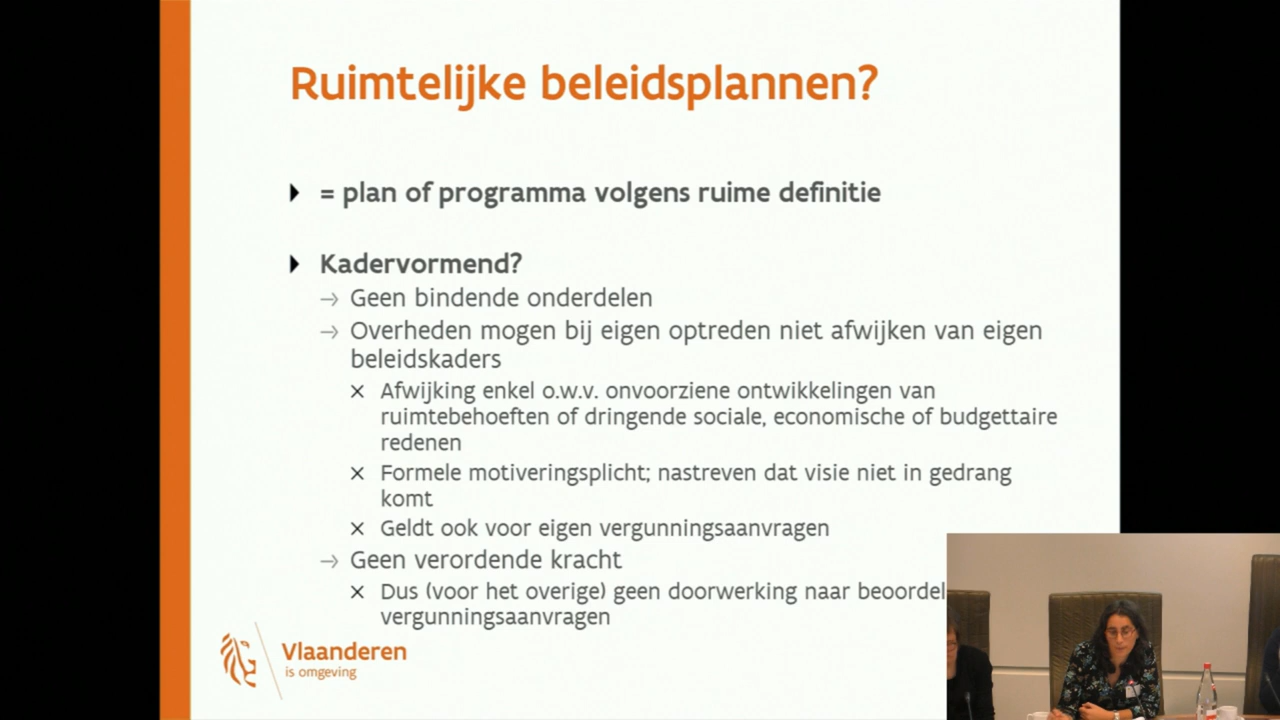 Ruimtelijke beleidsplannen?
= plan of programma volgens ruime definitie
Kadervormend?
→ Geen bindende onderdelen
→ Overheden mogen bij eigen optreden niet afwijken van eigen
beleidskaders
× Afwijking enkel o.w.v. onvoorziene ontwikkelingen van
ruimtebehoeften of dringende sociale, economische of budgettaire
redenen
× Formele motiveringsplicht; nastreven dat visie niet in gedrang
komt
× Geldt ook voor eigen vergunningsaanvragen
→ Geen verordende kracht
× Dus (voor het overige) geen doorwerking naar
vergunningsaanvragen
Vlaanderen
is omgeving